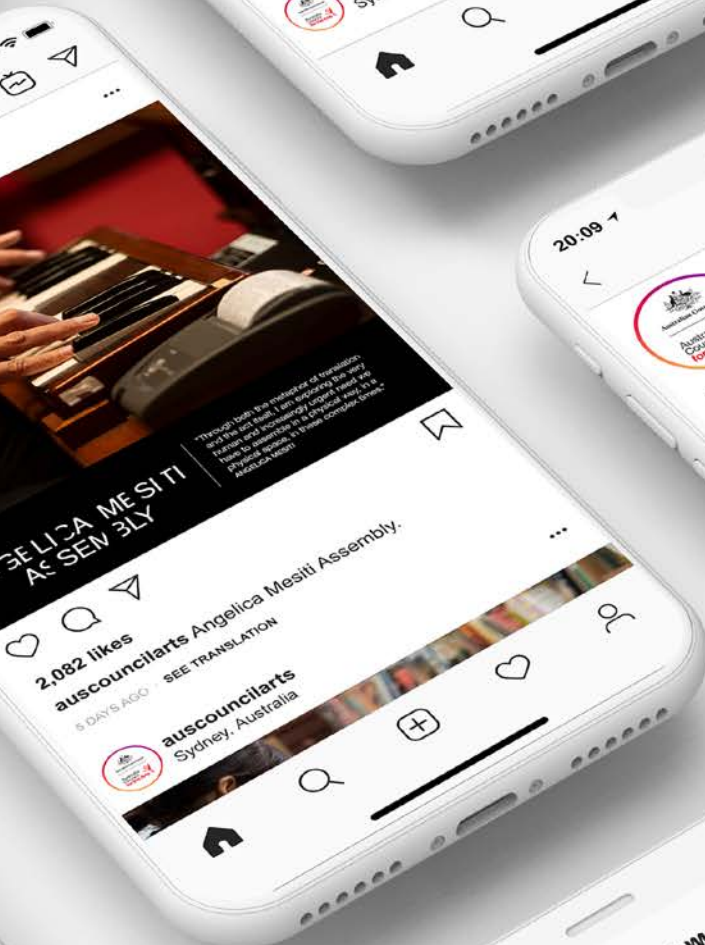 Sy
20:09
"Through both the metaphor of translation
and the act itself, I am exploring the very
human and increasingly urgent need we
have to assemble in a physical way, in a
physical space, in these complex times."
ANGELICA MESITI
GELICA MESITI
ASSEMBLY
2,082 likes
auscouncilarts Angelica Mesiti Assembly.
5 DAYS AGO · SEE TRANSLATION
auscouncilarts
Sydney, Australia